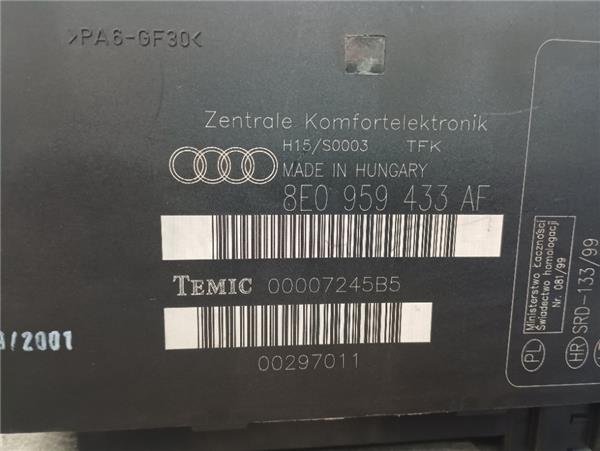 >PA6-GF30<
Zentrale Komfortelektronik
H15/S0003 TFK
MADE IN HUNGARY
8E0 959 433 AF
TEMIC 00007245B5
00297011
/2001
Ministerstwo Łączności
Świadectwo homologacji
Nr. 081/99
PL
HR SRD-133/99